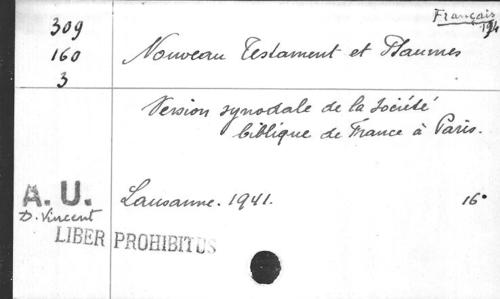 Français
194
309
160
3
Nouveau Testament et Psaumes
Version synodale de la Société
biblique de France à Paris.
A. U.
D. Vincent
Lausanne. 1941.
16°
LIBER PROHIBITUS